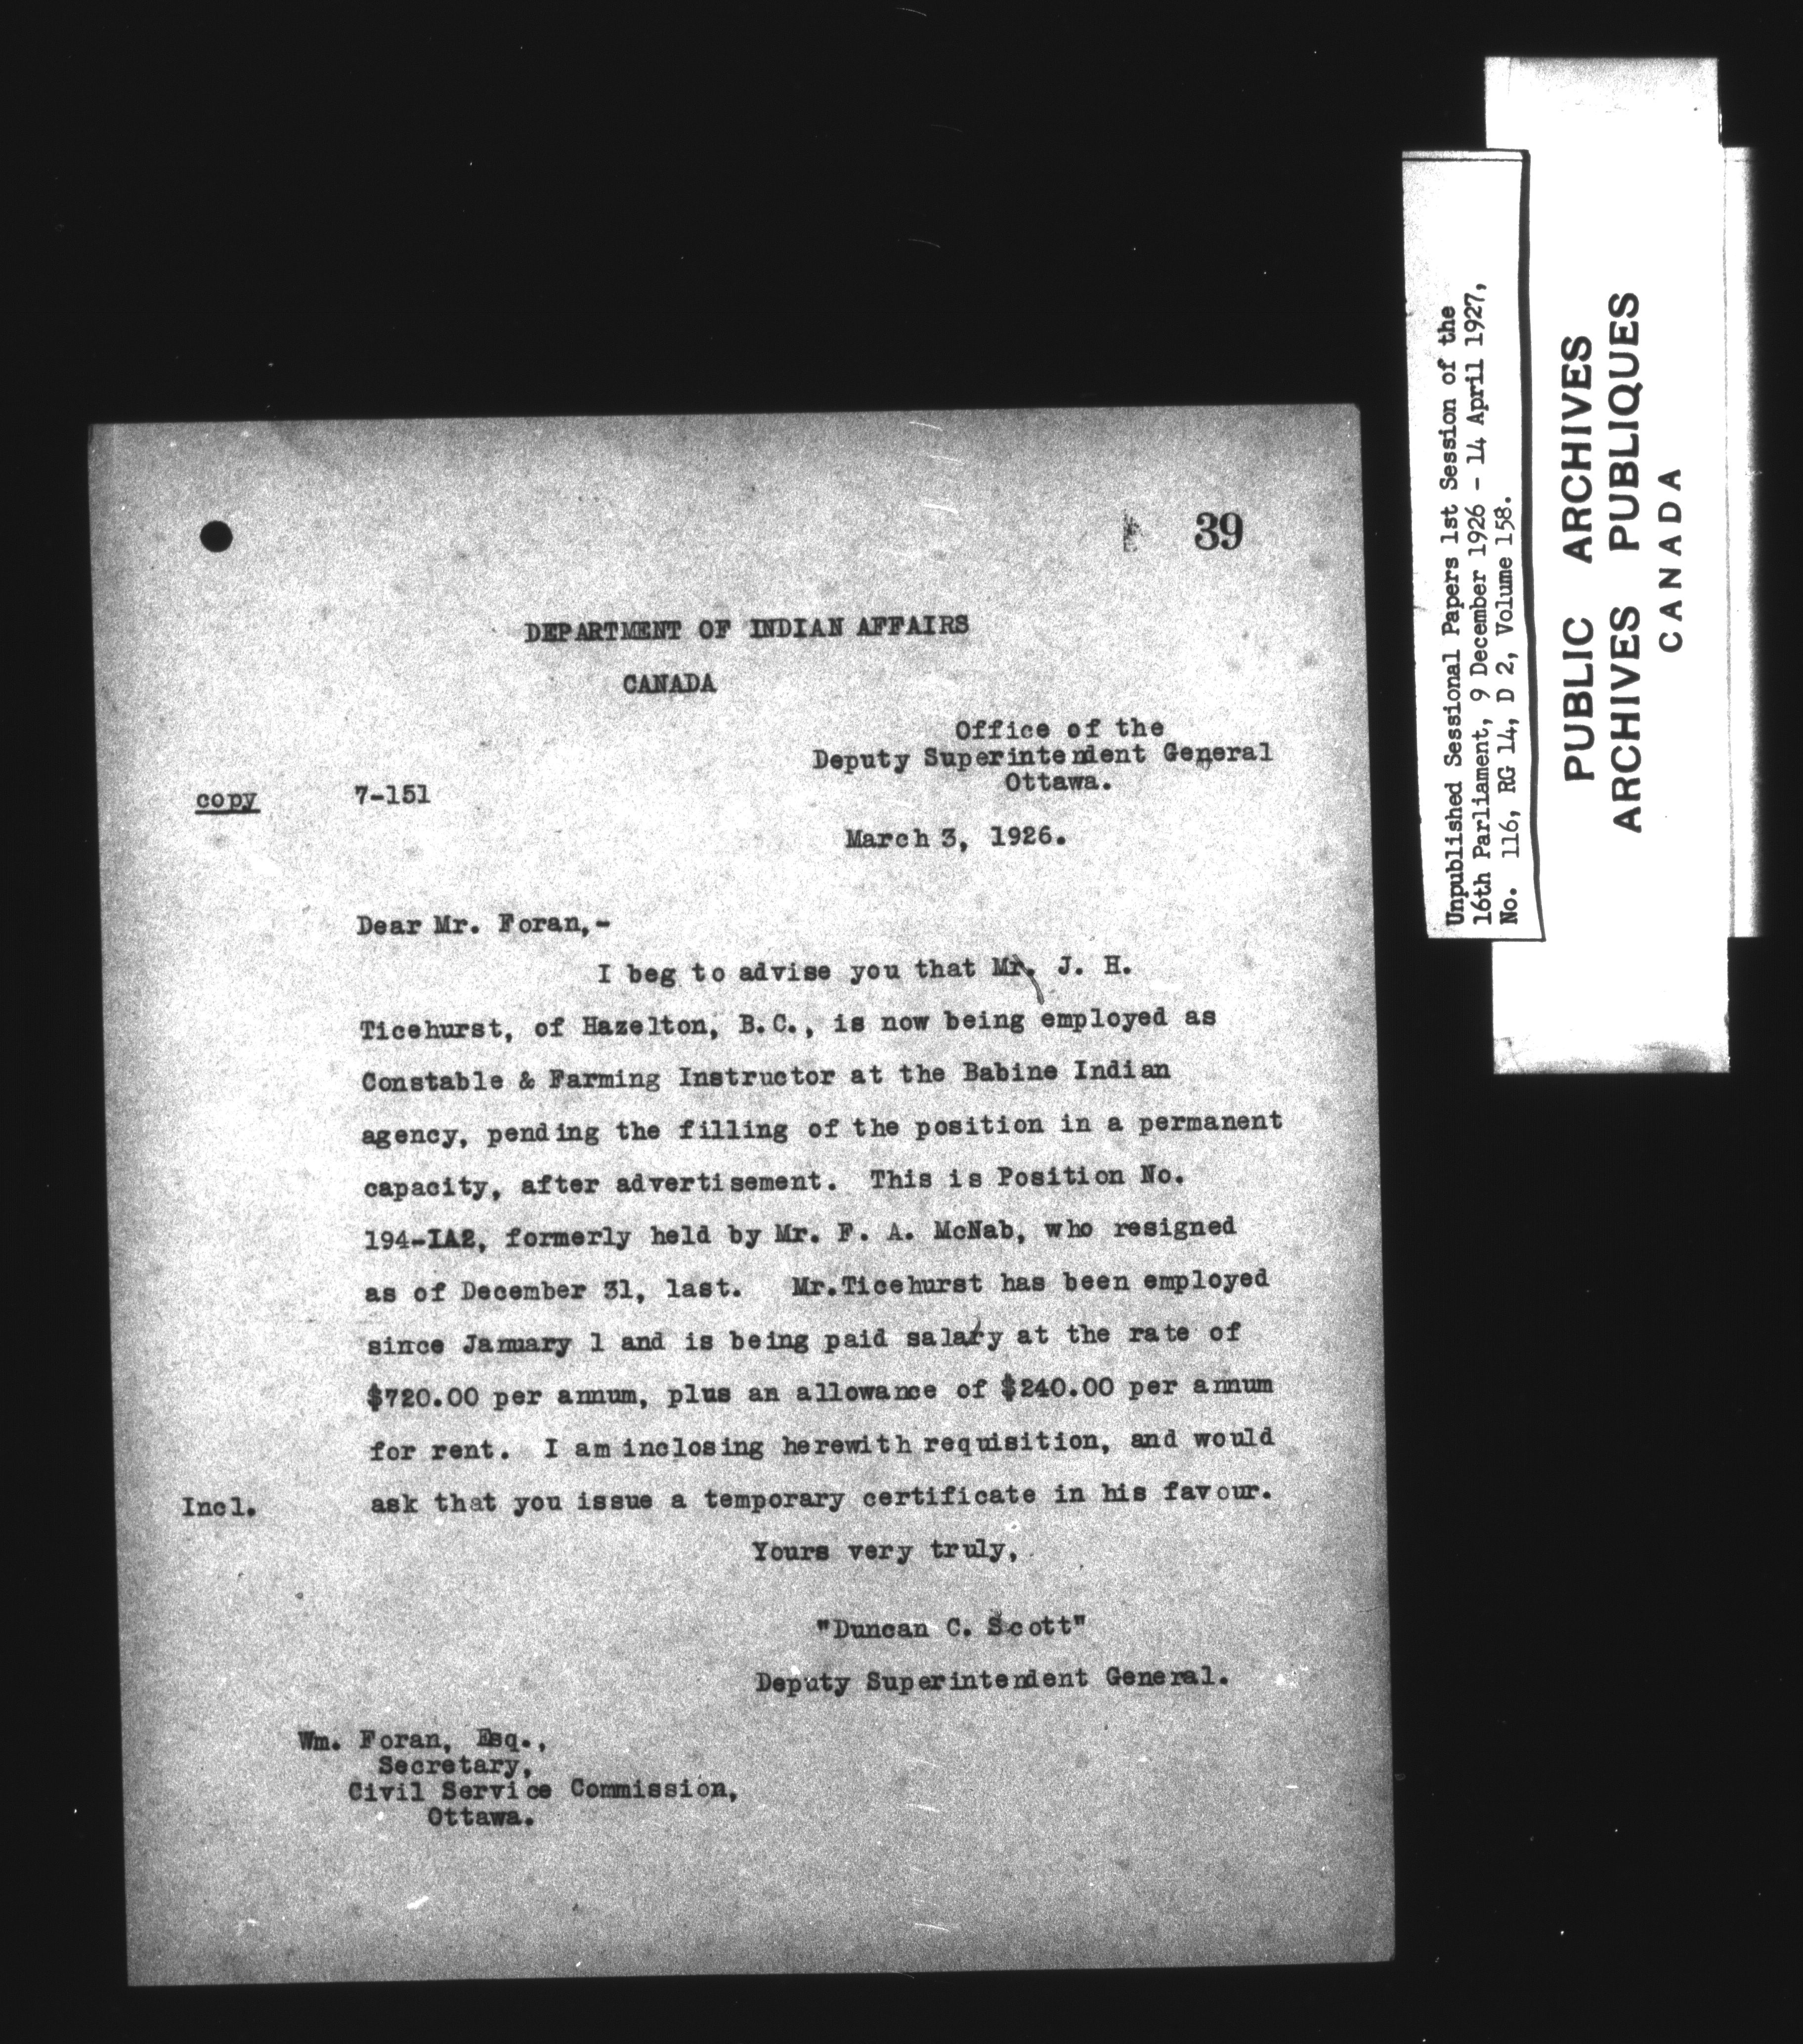 39
DEPARTMENT OF INDIAN AFFAIRS
CANADA
Office of the
Deputy Superintendent General
Ottawa.
copy 7-151
March 3, 1926.
Dear Mr. Foran,-
I beg to advise you that Mr. J. H.
Ticehurst, of Hazelton, B.C., is now being employed as
Constable & Farming Instructor at the Babine Indian
agency, pending the filling of the position in a permanent
capacity, after advertisement. This is Position No.
194-IA2, formerly held by Mr. F. A. McNab, who resigned
as of December 31, last. Mr.Ticehurst has been employed
since January 1 and is being paid salary at the rate of
$720.00 per annum, plus an allowance of $240.00 per annum
for rent. I am inclosing herewith requisition, and would
Incl. ask that you issue a temporary certificate in his favour.
Yours very truly,
"Duncan C. Scott"
Deputy Superintendent General.
Wm. Foran, Esq.,
Secretary,
Civil Service Commission,
Ottawa.
Unpublished Sessional Papers 1st Session of the
16th Parliament, 9 December 1926 - 14 April 1927,
No. 116, RG 14, D 2, Volume 158.
PUBLIC ARCHIVES
ARCHIVES PUBLIQUES
CANADA